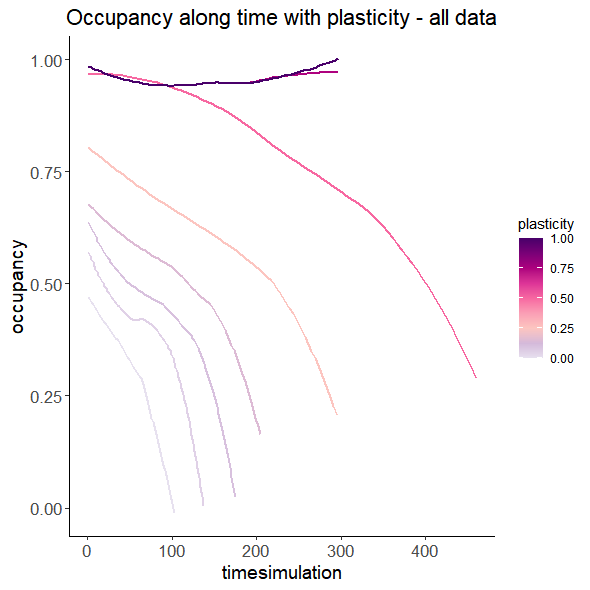 Occupancy along time with plasticity - all data
1.00
0.75
0.50
0.25
0.00
occupancy
0 100 200 300 400
timesimulation
plasticity
1.00
0.75
0.50
0.25
0.00